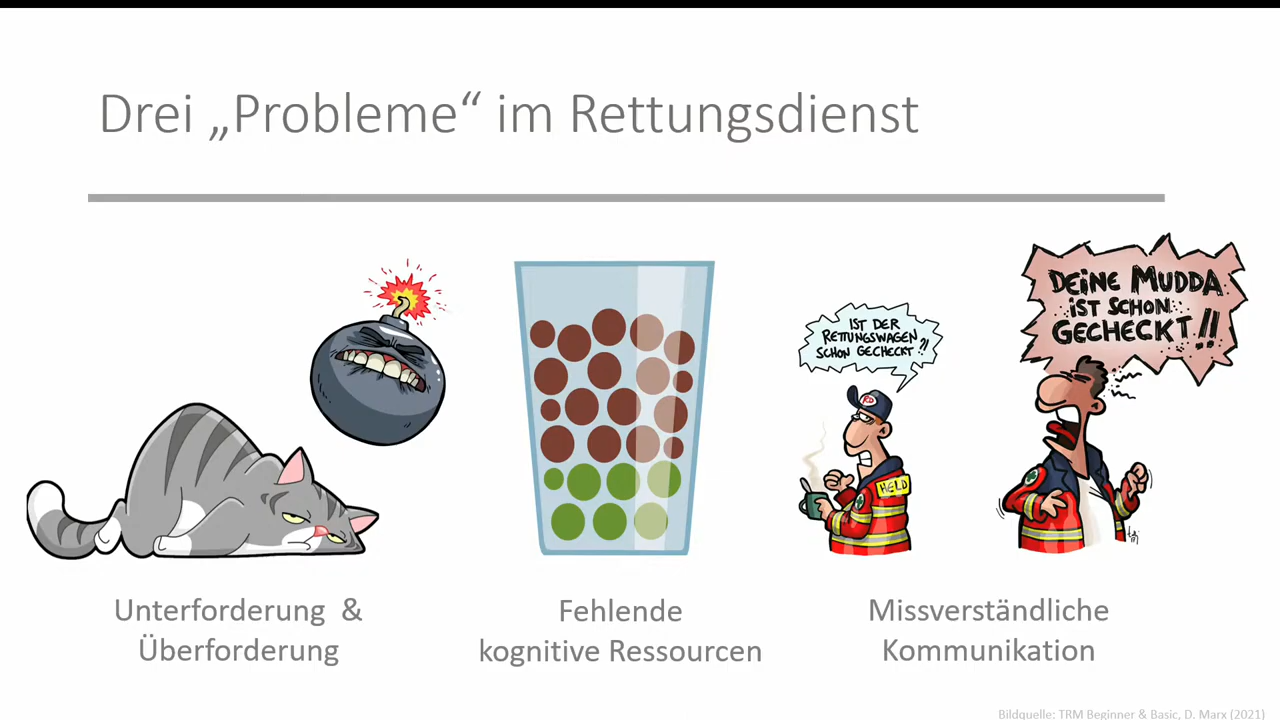 Drei „Probleme“ im Rettungsdienst
DEINE MUDDA
IST SCHON
GECHECKT!!
IST DER
RETTUNGSWAGEN
SCHON GECHECKT?!
RD
HELD
Unterforderung &
Überforderung
Fehlende
kognitive Ressourcen
Missverständliche
Kommunikation
Bildquelle: TRM Beginner & Basic, D. Marx (2021)